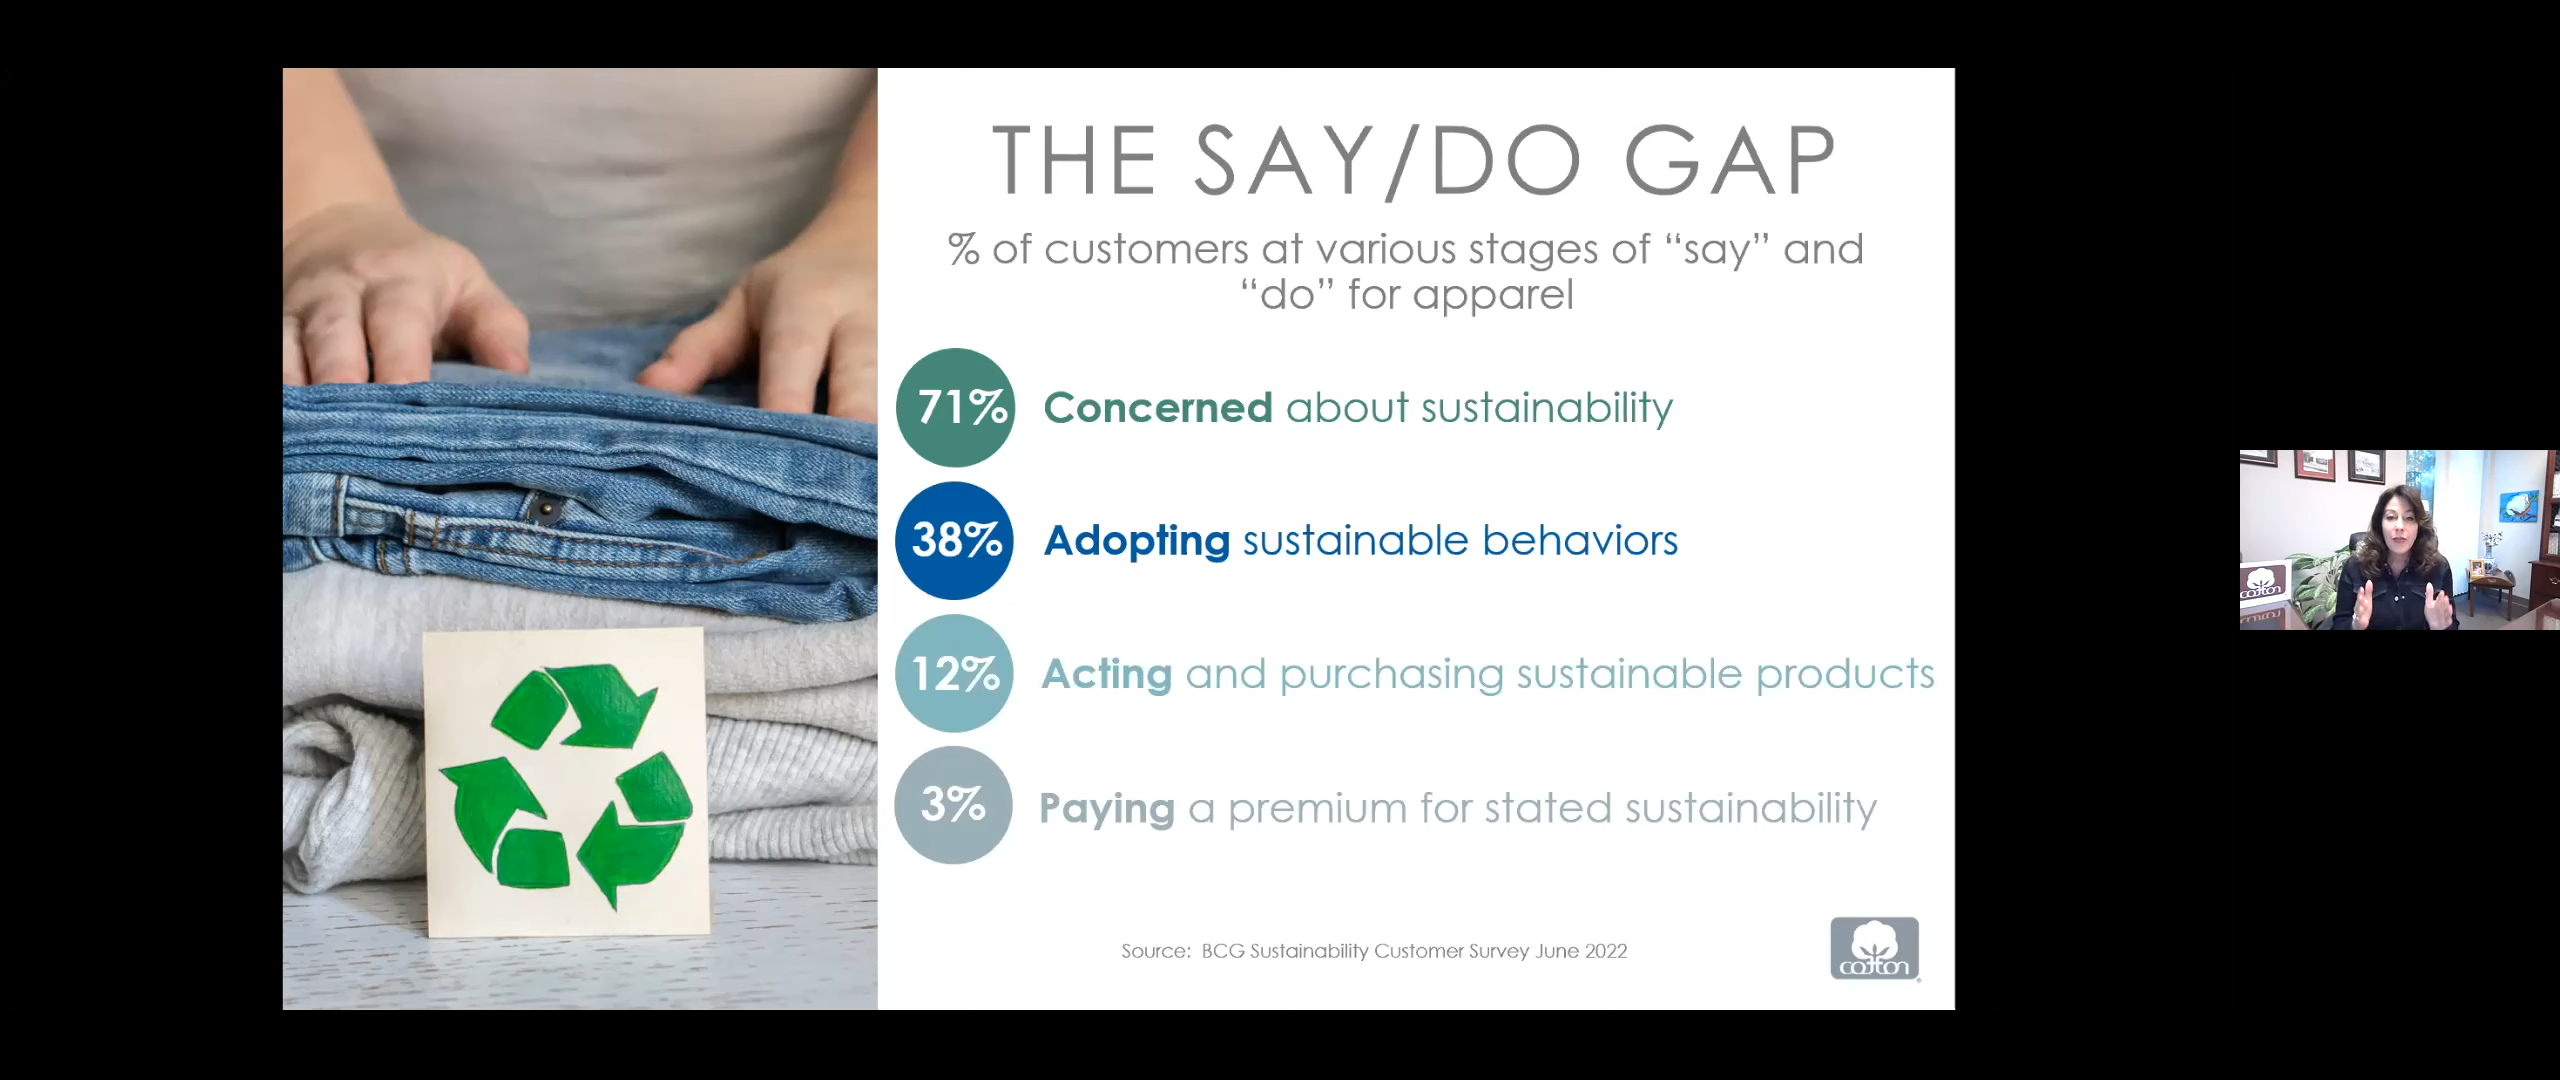 THE SAY/DO GAP
% of customers at various stages of “say” and
“do” for apparel
71% Concerned about sustainability
38% Adopting sustainable behaviors
12% Acting and purchasing sustainable products
3% Paying a premium for stated sustainability
Source: BCG Sustainability Customer Survey June 2022
cotton
cotton